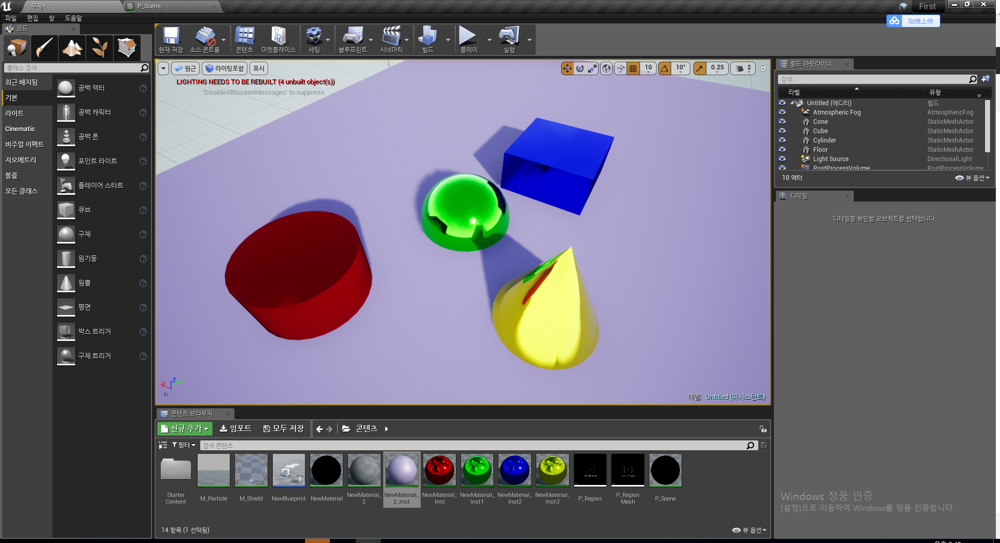 무제*
P_Scene
First
파일 편집 창 도움말
拖拽上传
모드
현재 저장
소스 콘트롤
콘텐츠
마켓플레이스
세팅
블루프린트
시네마틱
빌드
플레이
실행
클래스 검색
최근 배치됨
기본
라이트
Cinematic
비주얼 이펙트
지오메트리
볼륨
모든 클래스
공백 액터
공백 캐릭터
공백 폰
포인트 라이트
플레이어 스타트
큐브
구체
원기둥
원뿔
평면
박스 트리거
구체 트리거
원근
라이팅포함
표시
10
10°
0.25
2
LIGHTING NEEDS TO BE REBUILT (4 unbuilt object(s))
'DisableAllScreenMessages' to suppress
X Z Y
레벨: Untitled (퍼시스턴트)
월드 아웃라이너
검색...
라벨 유형
Untitled (에디터) 월드
Atmospheric Fog AtmosphericFog
Cone StaticMeshActor
Cube StaticMeshActor
Cylinder StaticMeshActor
Floor StaticMeshActor
Light Source DirectionalLight
PostProcessVolume PostProcessVolume
10 액터
뷰 옵션
디테일
디테일을 확인할 오브젝트를 선택합니다.
콘텐츠 브라우저
신규 추가 임포트 모두 저장 콘텐츠
필터 검색 콘텐츠
Starter Content
M_Particle
M_Shield
NewBlueprint
NewMaterial
NewMaterial_2
NewMaterial_2_Inst
NewMaterial_Inst
NewMaterial_Inst1
NewMaterial_Inst2
NewMaterial_Inst3
No Image
P_Region
No Image
P_Region Mesh
P_Scene
14 항목 (1 선택됨)
뷰 옵션
Windows 정품 인증
[설정]으로 이동하여 Windows를 정품 인증합니다.